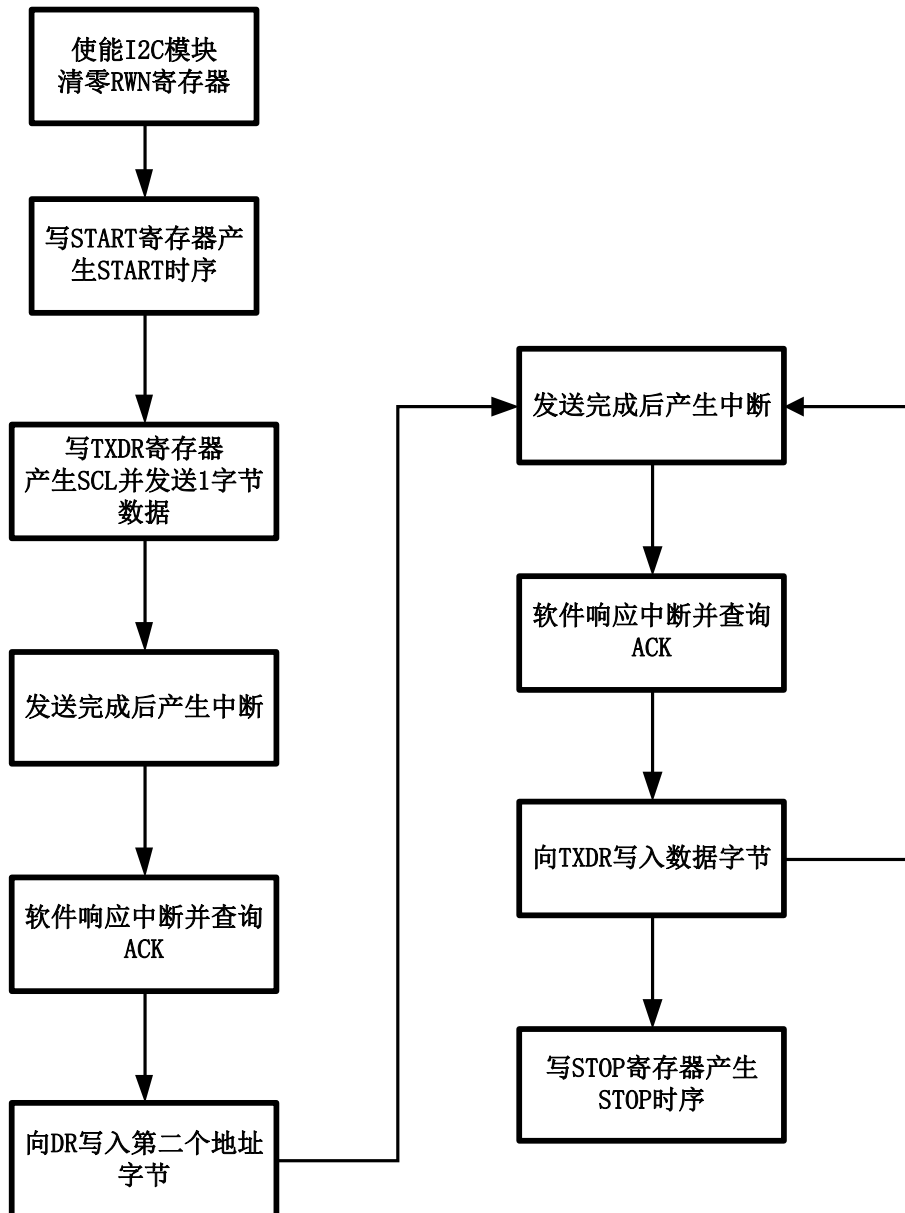 使能I2C模块
清零RWN寄存器
写START寄存器产
生START时序
写TXDR寄存器
产生SCL并发送1字节
数据
发送完成后产生中断
软件响应中断并查询
ACK
向DR写入第二个地址
字节
发送完成后产生中断
软件响应中断并查询
ACK
向TXDR写入数据字节
写STOP寄存器产生
STOP时序